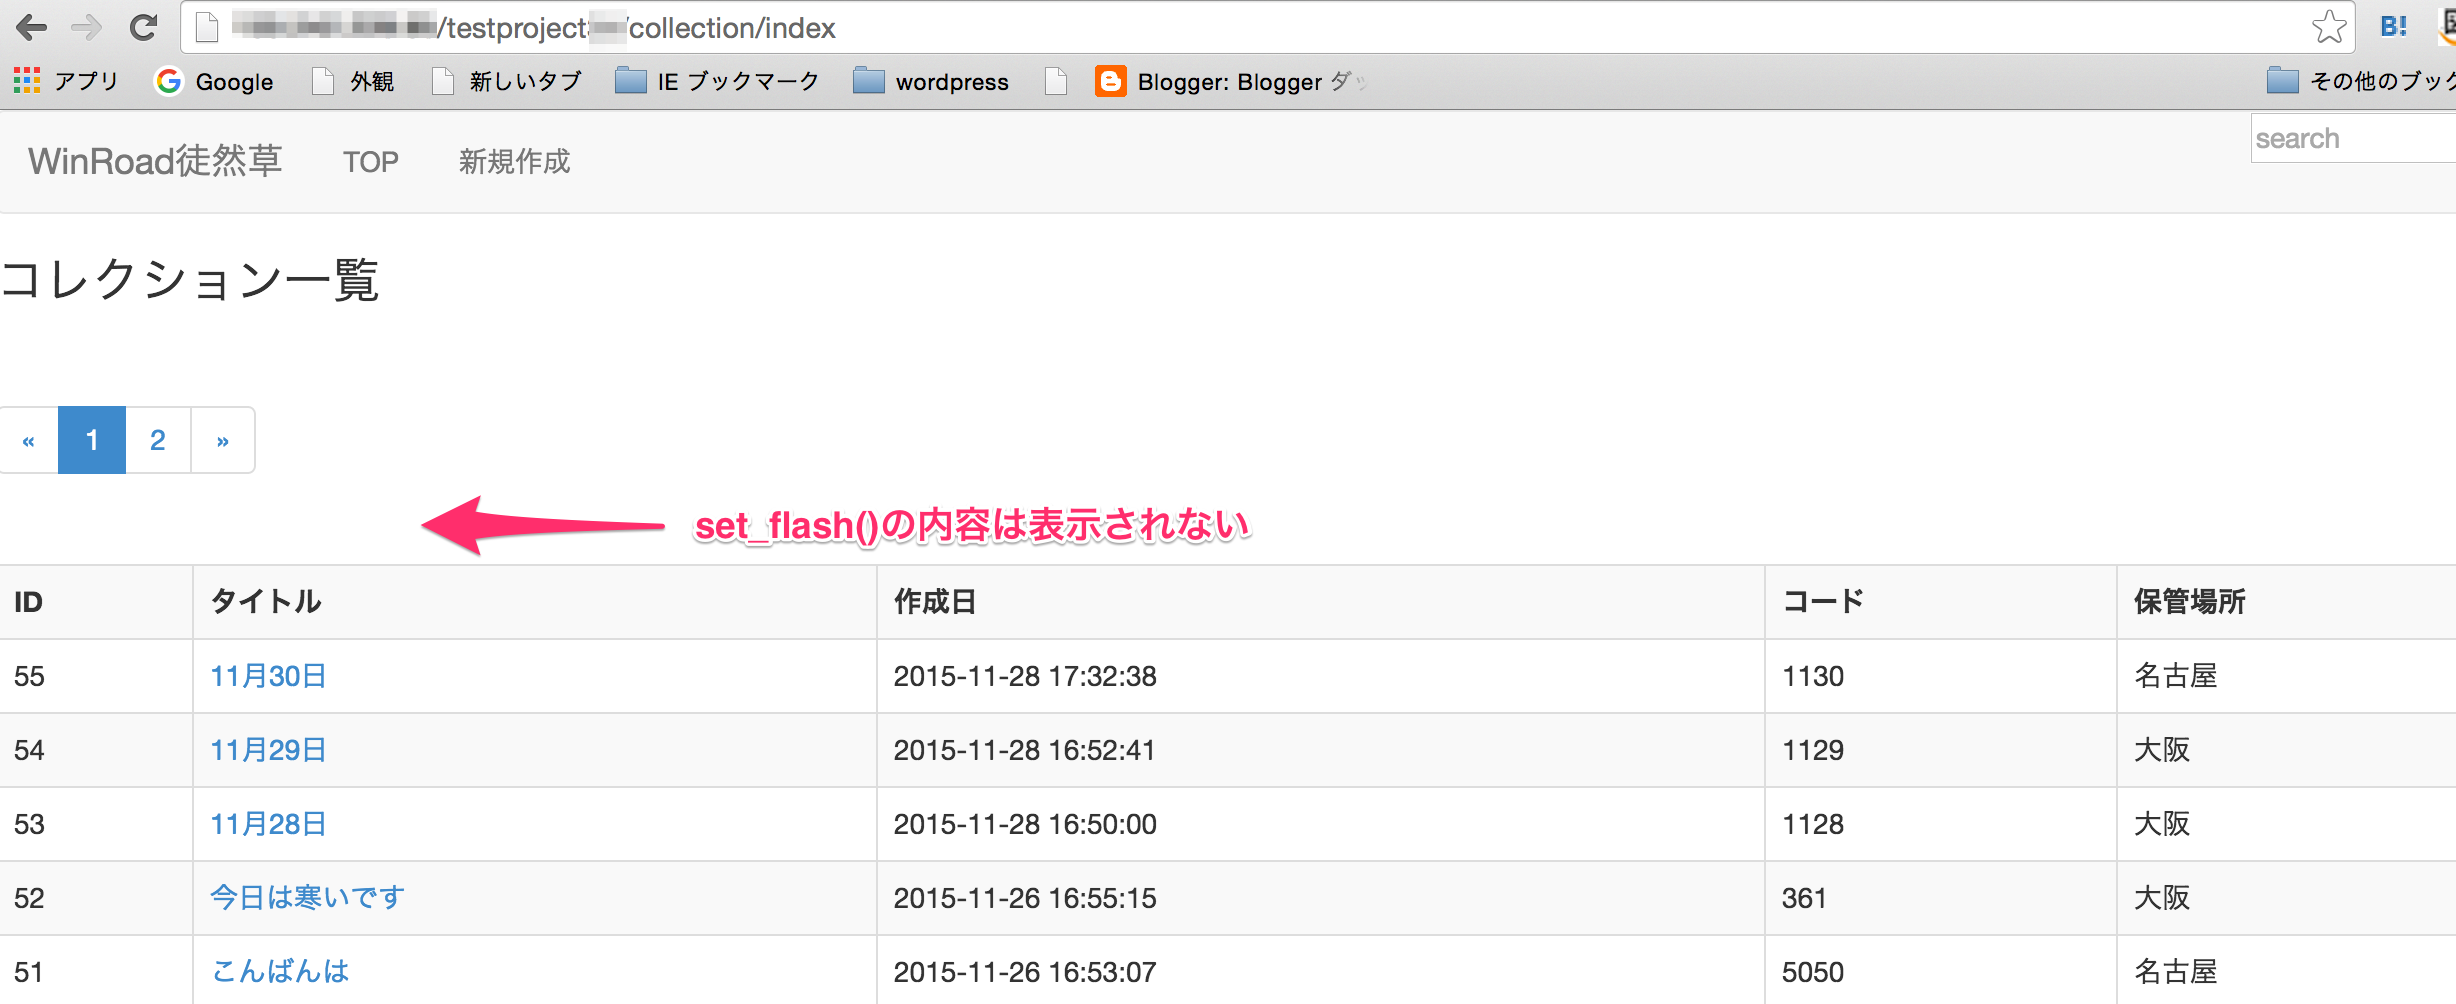 /testproject
/collection/index
B!
アプリ Google 外観 新しいタブ IE ブックマーク wordpress Blogger: Blogger ダッ その他のブック
WinRoad徒然草 TOP 新規作成 search
コレクション一覧
« 1 2 »
set_flash()の内容は表示されない
ID タイトル 作成日 コード 保管場所
55 11月30日 2015-11-28 17:32:38 1130 名古屋
54 11月29日 2015-11-28 16:52:41 1129 大阪
53 11月28日 2015-11-28 16:50:00 1128 大阪
52 今日は寒いです 2015-11-26 16:55:15 361 大阪
51 こんばんは 2015-11-26 16:53:07 5050 名古屋